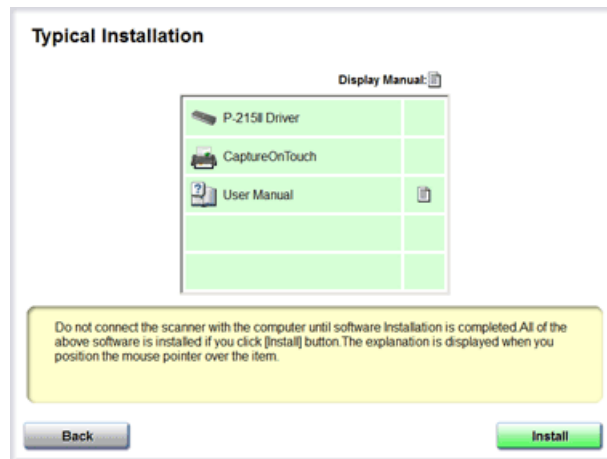 Typical Installation
Display Manual:
P-215II Driver
CaptureOnTouch
User Manual
Do not connect the scanner with the computer until software Installation is completed.All of the
above software is installed if you click [Install] button.The explanation is displayed when you
position the mouse pointer over the item.
Back
Install